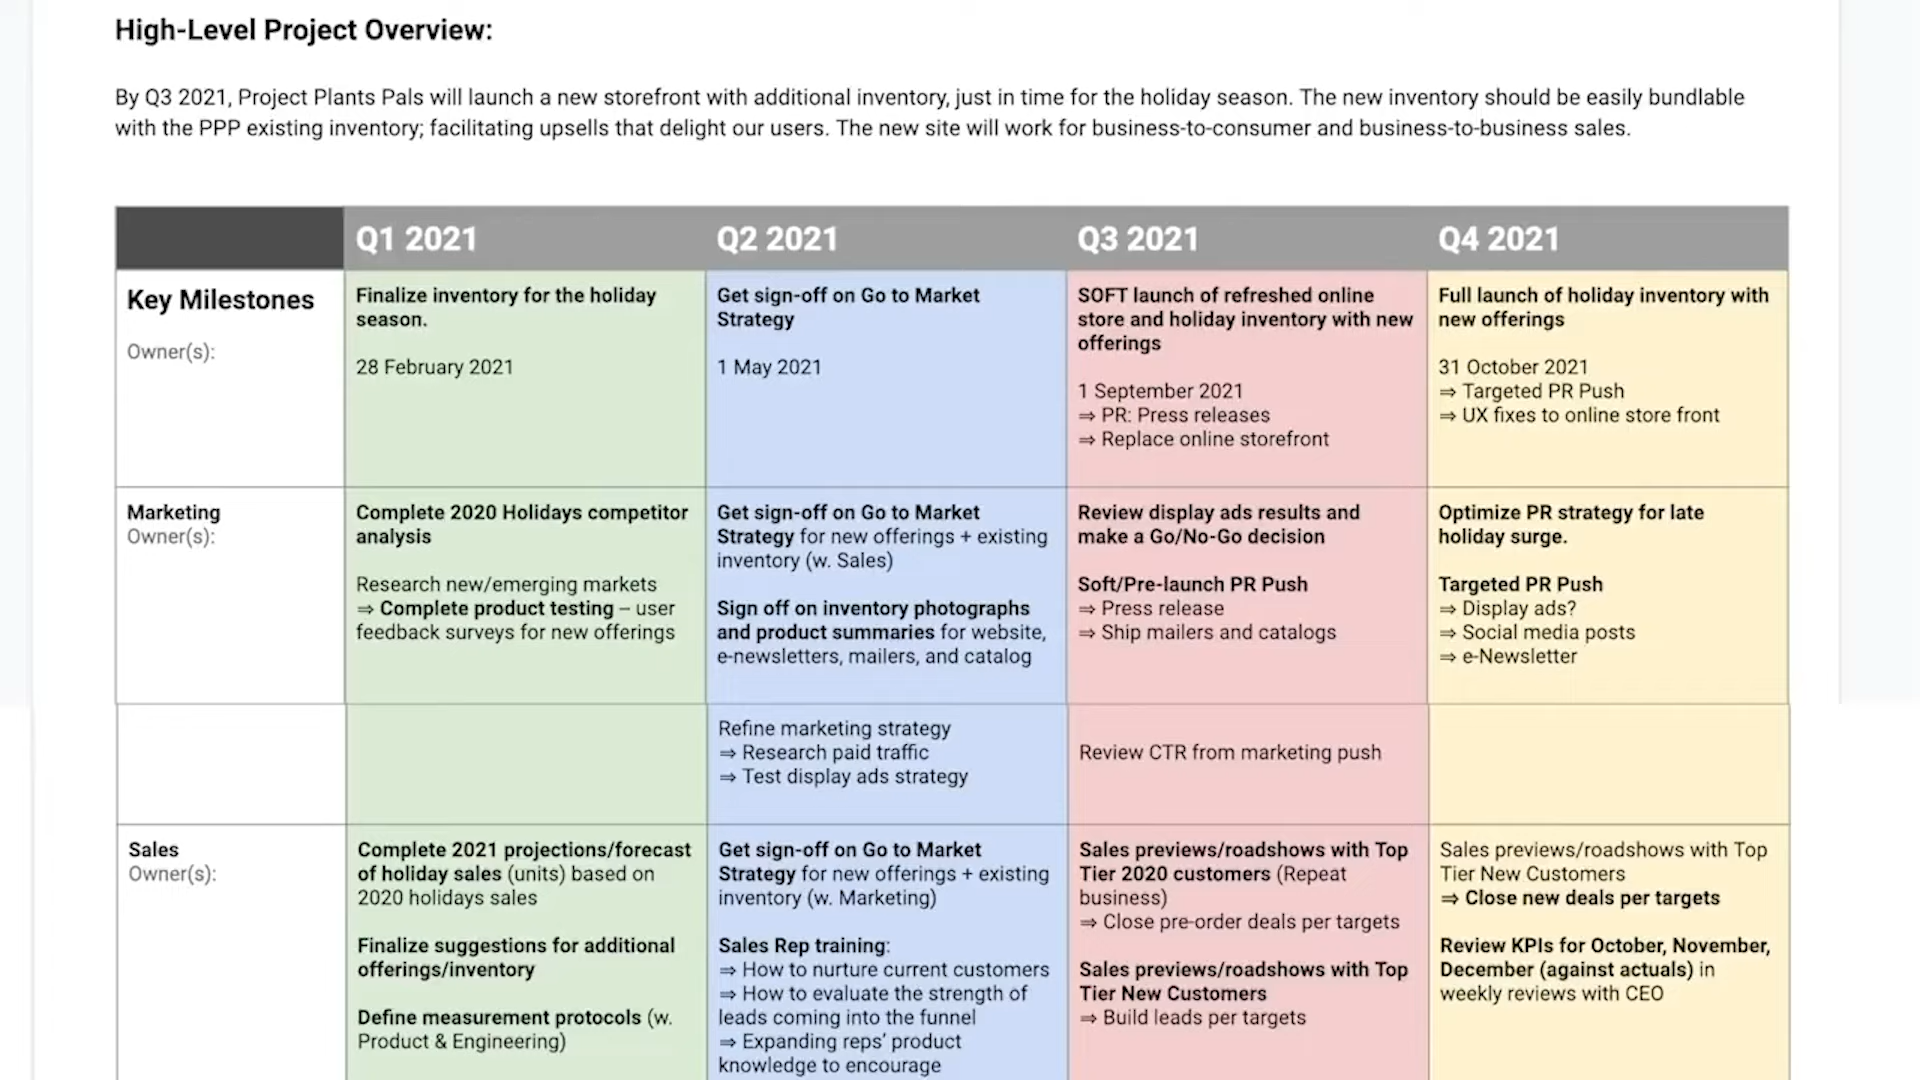 High-Level Project Overview:
By Q3 2021, Project Plants Pals will launch a new storefront with additional inventory, just in time for the holiday season. The new inventory should be easily bundlable
with the PPP existing inventory; facilitating upsells that delight our users. The new site will work for business-to-consumer and business-to-business sales.
Q1 2021
Q2 2021
Q3 2021
Q4 2021
Key Milestones
Owner(s):
Finalize inventory for the holiday
season.
28 February 2021
Get sign-off on Go to Market
Strategy
1 May 2021
SOFT launch of refreshed online
store and holiday inventory with new
offerings
1 September 2021
⇒ PR: Press releases
⇒ Replace online storefront
Full launch of holiday inventory with
new offerings
31 October 2021
⇒ Targeted PR Push
⇒ UX fixes to online store front
Marketing
Owner(s):
Complete 2020 Holidays competitor
analysis
Research new/emerging markets
⇒ Complete product testing – user
feedback surveys for new offerings
Get sign-off on Go to Market
Strategy for new offerings + existing
inventory (w. Sales)
Sign off on inventory photographs
and product summaries for website,
e-newsletters, mailers, and catalog
Review display ads results and
make a Go/No-Go decision
Soft/Pre-launch PR Push
⇒ Press release
⇒ Ship mailers and catalogs
Optimize PR strategy for late
holiday surge.
Targeted PR Push
⇒ Display ads?
⇒ Social media posts
⇒ e-Newsletter
Refine marketing strategy
⇒ Research paid traffic
⇒ Test display ads strategy
Review CTR from marketing push
Sales
Owner(s):
Complete 2021 projections/forecast
of holiday sales (units) based on
2020 holidays sales
Finalize suggestions for additional
offerings/inventory
Define measurement protocols (w.
Product & Engineering)
Get sign-off on Go to Market
Strategy for new offerings + existing
inventory (w. Marketing)
Sales Rep training:
⇒ How to nurture current customers
⇒ How to evaluate the strength of
leads coming into the funnel
⇒ Expanding reps’ product
knowledge to encourage
Sales previews/roadshows with Top
Tier 2020 customers (Repeat
business)
⇒ Close pre-order deals per targets
Sales previews/roadshows with Top
Tier New Customers
⇒ Build leads per targets
Sales previews/roadshows with Top
Tier New Customers
⇒ Close new deals per targets
Review KPIs for October, November,
December (against actuals) in
weekly reviews with CEO